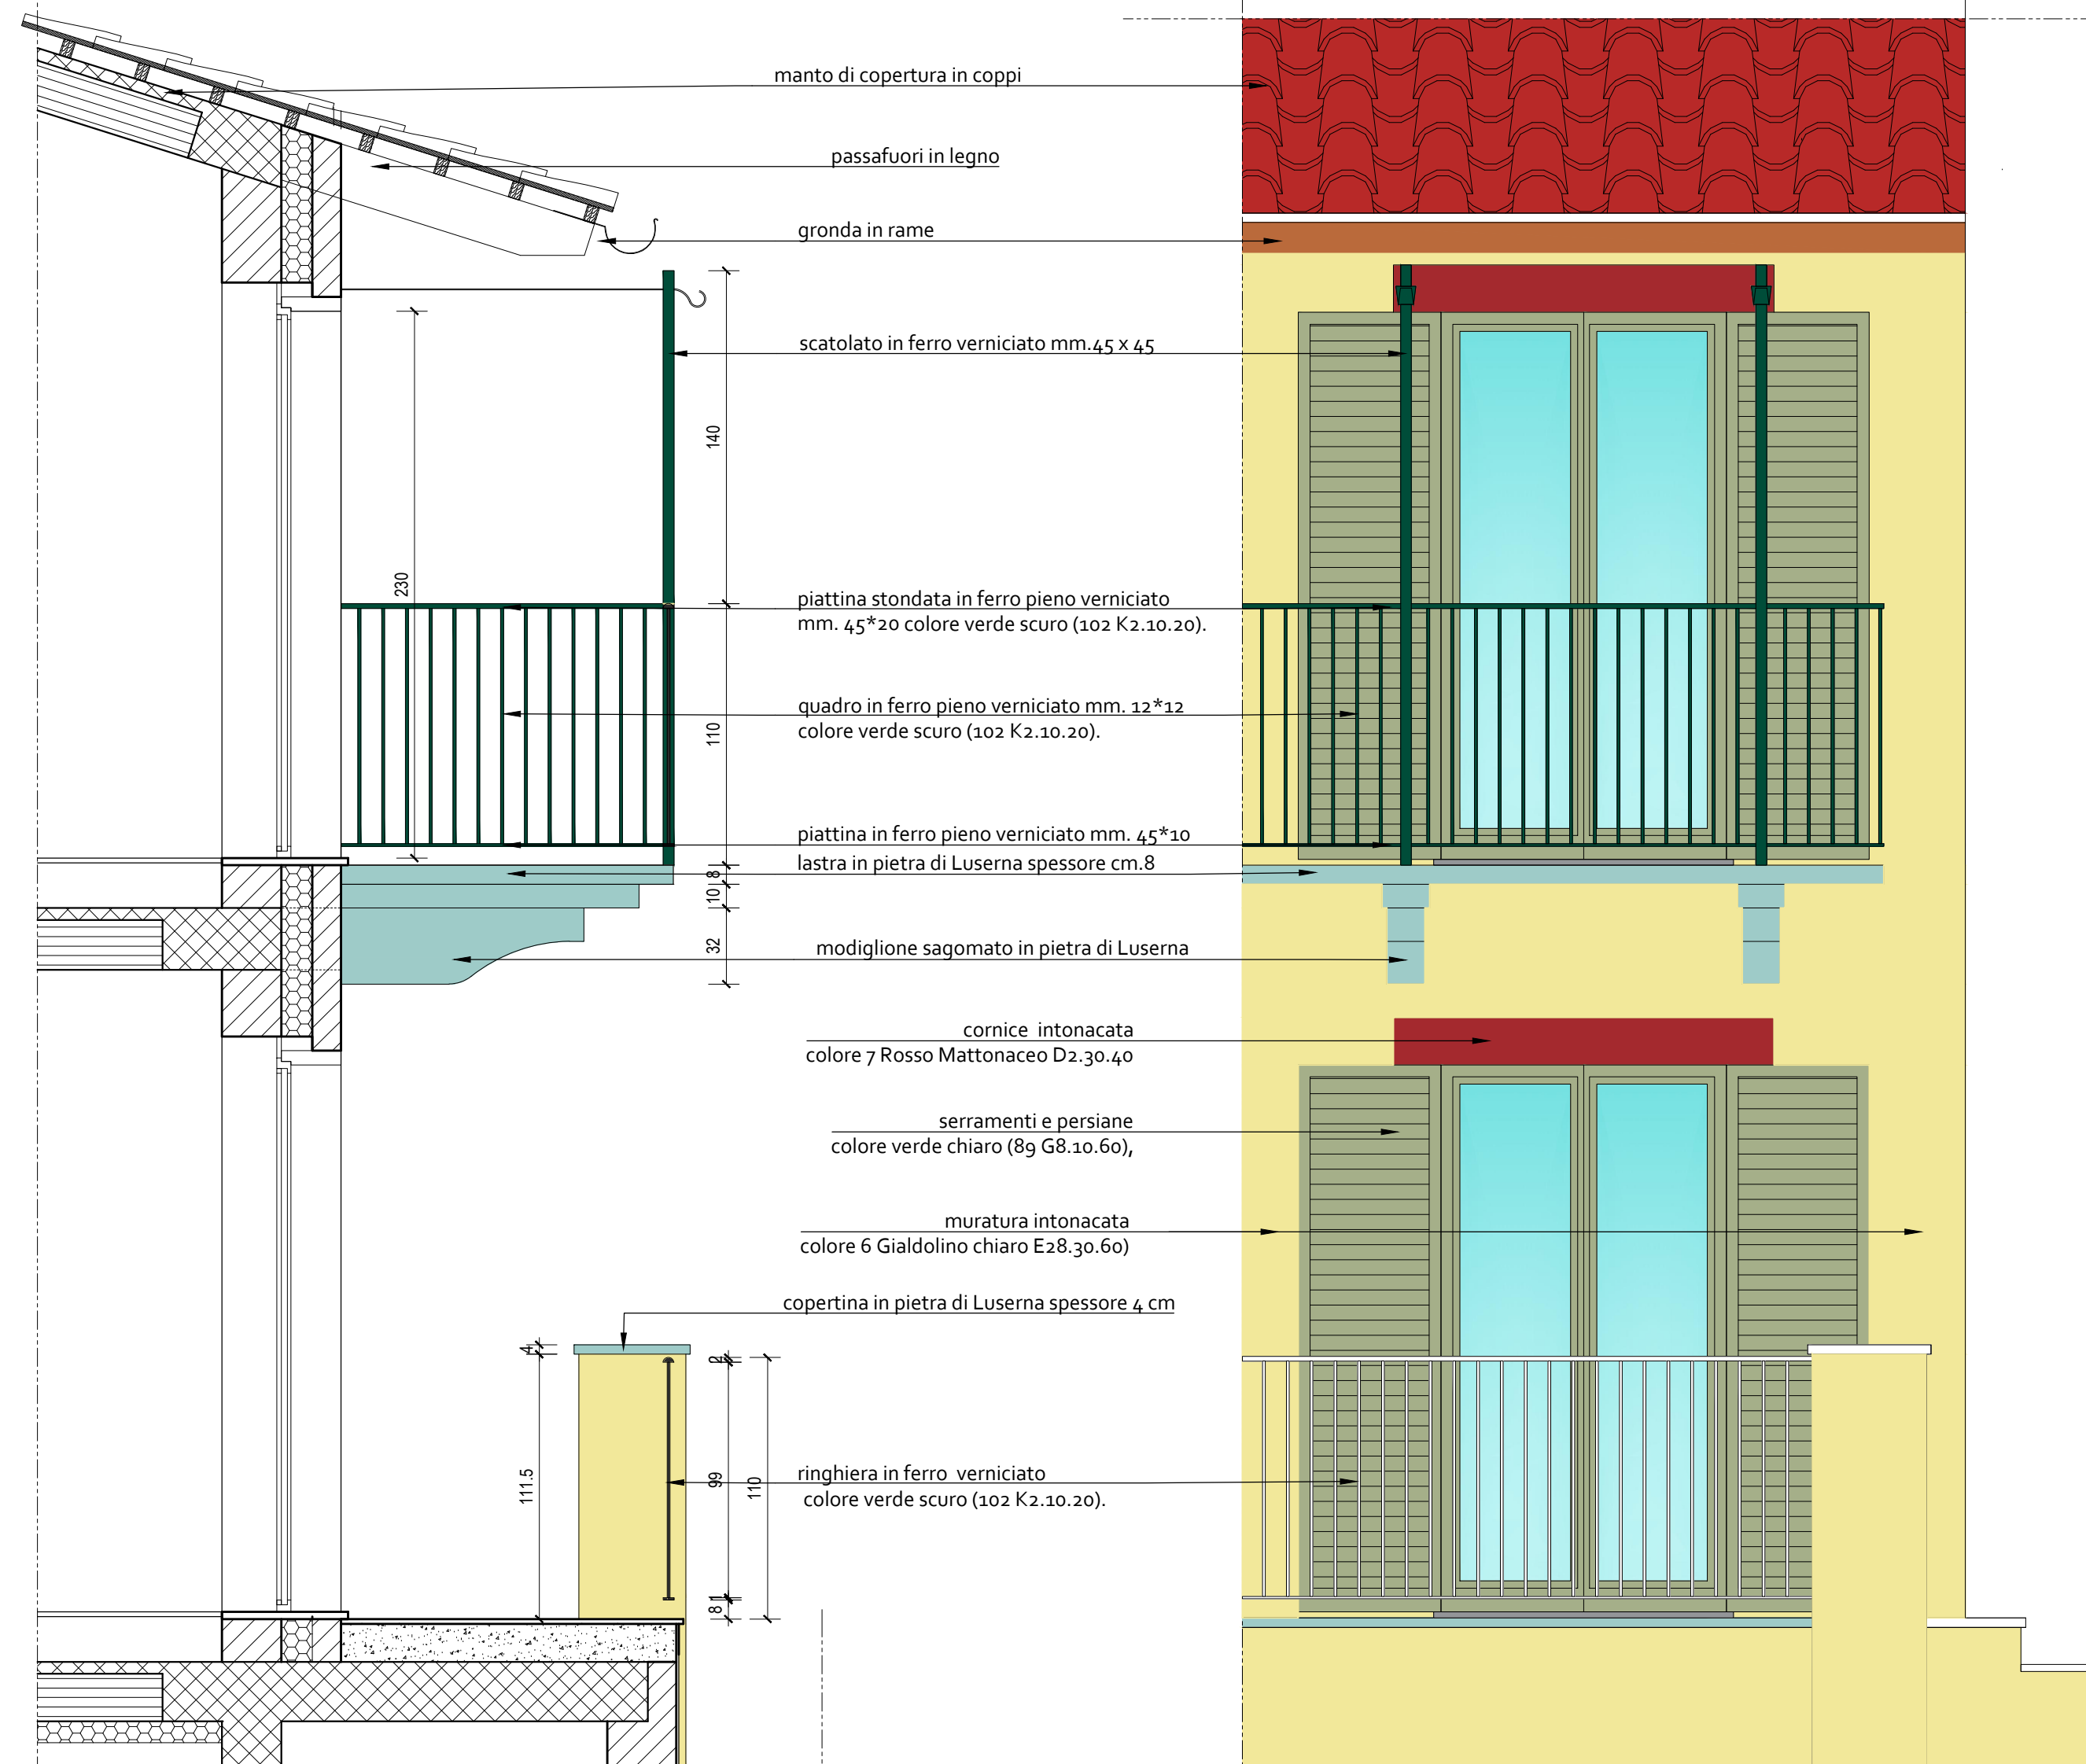 manto di copertura in coppi
passafuori in legno
gronda in rame
scatolato in ferro verniciato mm.45 x 45
140
230
piattina stondata in ferro pieno verniciato
mm. 45*20 colore verde scuro (102 K2.10.20).
quadro in ferro pieno verniciato mm. 12*12
colore verde scuro (102 K2.10.20).
110
piattina in ferro pieno verniciato mm. 45*10
lastra in pietra di Luserna spessore cm.8
8
10
32
modiglione sagomato in pietra di Luserna
cornice intonacata
colore 7 Rosso Mattonaceo D2.30.40
serramenti e persiane
colore verde chiaro (89 G8.10.60),
muratura intonacata
colore 6 Gialdolino chiaro E28.30.60)
copertina in pietra di Luserna spessore 4 cm
4
2
111.5
99
110
ringhiera in ferro verniciato
colore verde scuro (102 K2.10.20).
1
8